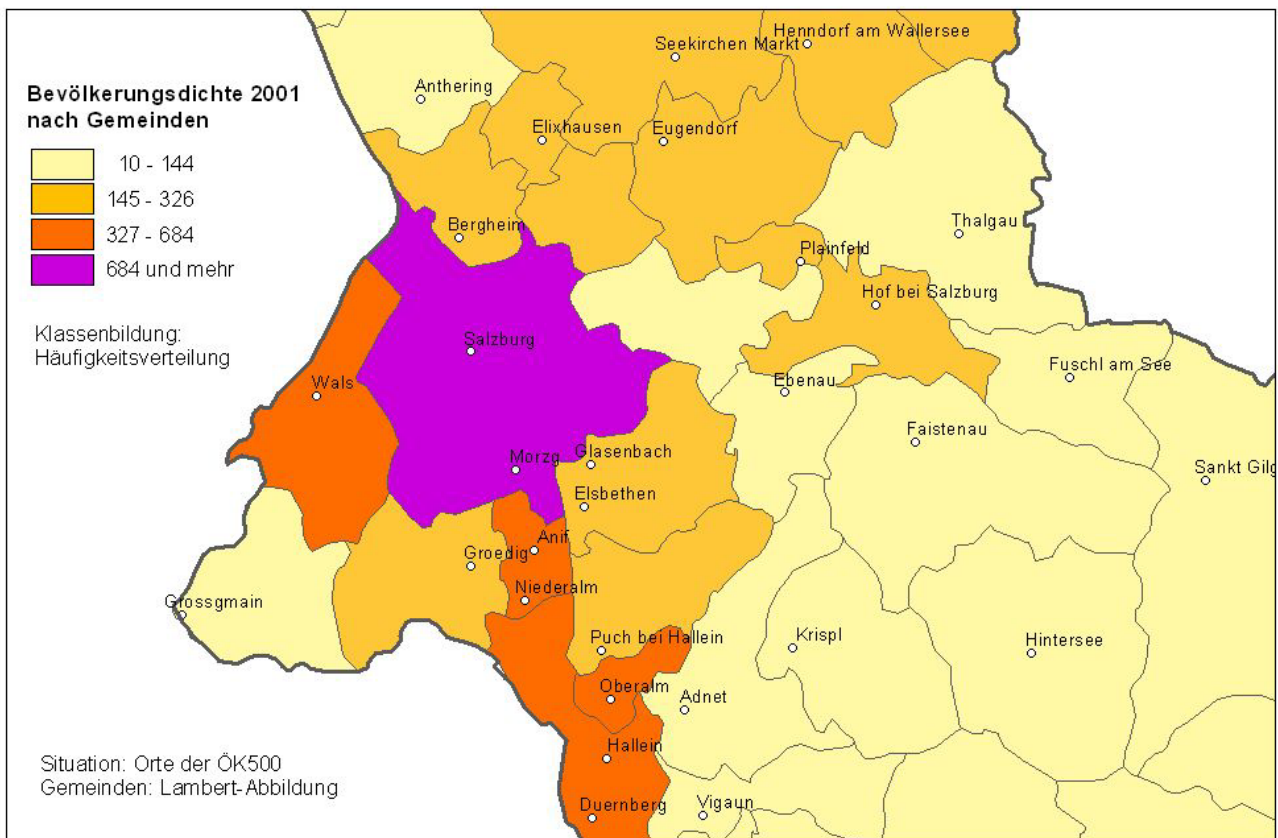 Bevölkerungsdichte 2001
nach Gemeinden
10 - 144
145 - 326
327 - 684
684 und mehr
Klassenbildung:
Häufigkeitsverteilung
Henndorf am Wallersee
Seekirchen Markt
Anthering
Elixhausen
Eugendorf
Bergheim
Thalgau
Plainfeld
Hof bei Salzburg
Salzburg
Fuschl am See
Wals
Ebenau
Faistenau
Morzg
Glasenbach
Sankt Gilg
Elsbethen
Anif
Groedig
Niederalm
Grossgmain
Puch bei Hallein
Krispl
Hintersee
Oberalm
Adnet
Hallein
Duernberg
Vigaun
Situation: Orte der ÖK500
Gemeinden: Lambert-Abbildung